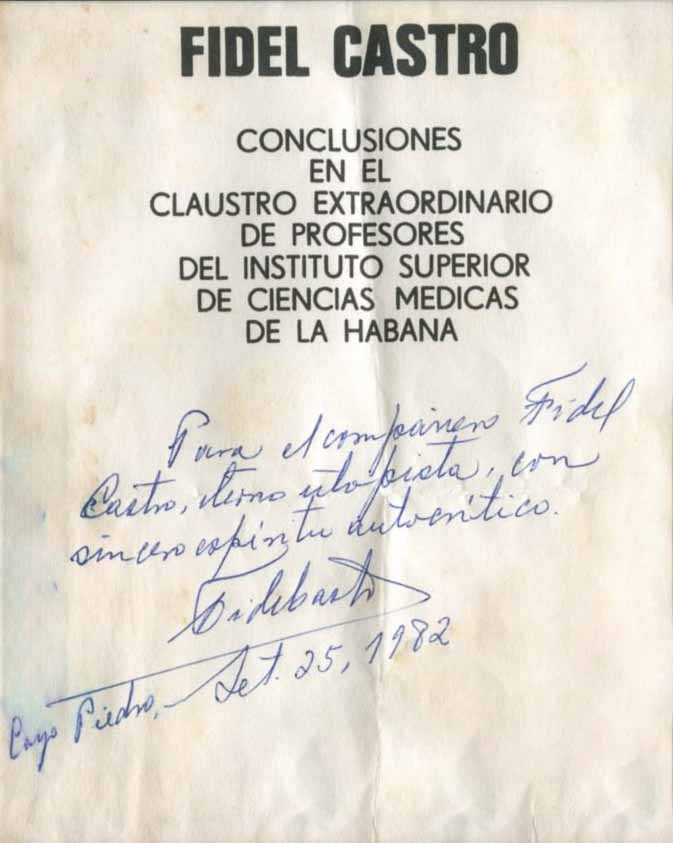 FIDEL CASTRO
CONCLUSIONES
EN EL
CLAUSTRO EXTRAORDINARIO
DE PROFESORES
DEL INSTITUTO SUPERIOR
DE CIENCIAS MEDICAS
DE LA HABANA
Para el compañero Fidel
Castro, eterno utopista, con
sincero espíritu autocrítico.
Fidel Castro
Cayo Piedra, Set. 25, 1982